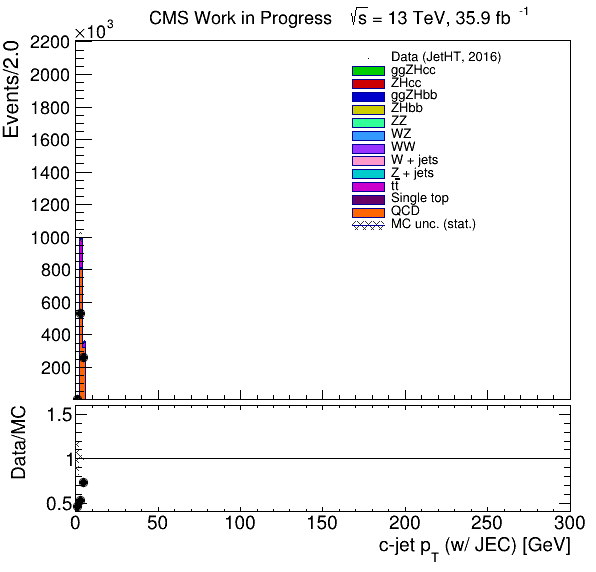 CMS Work in Progress √s = 13 TeV, 35.9 fb⁻¹
×10³
Events/2.0
2200
2000
1800
1600
1400
1200
1000
800
600
400
200
Data (JetHT, 2016)
ggZHcc
ZHcc
ggZHbb
ZHbb
ZZ
WZ
WW
W + jets
Z + jets
tt̅
Single top
QCD
MC unc. (stat.)
Data/MC
1.5
1
0.5
0 50 100 150 200 250 300
c-jet p_T (w/ JEC) [GeV]